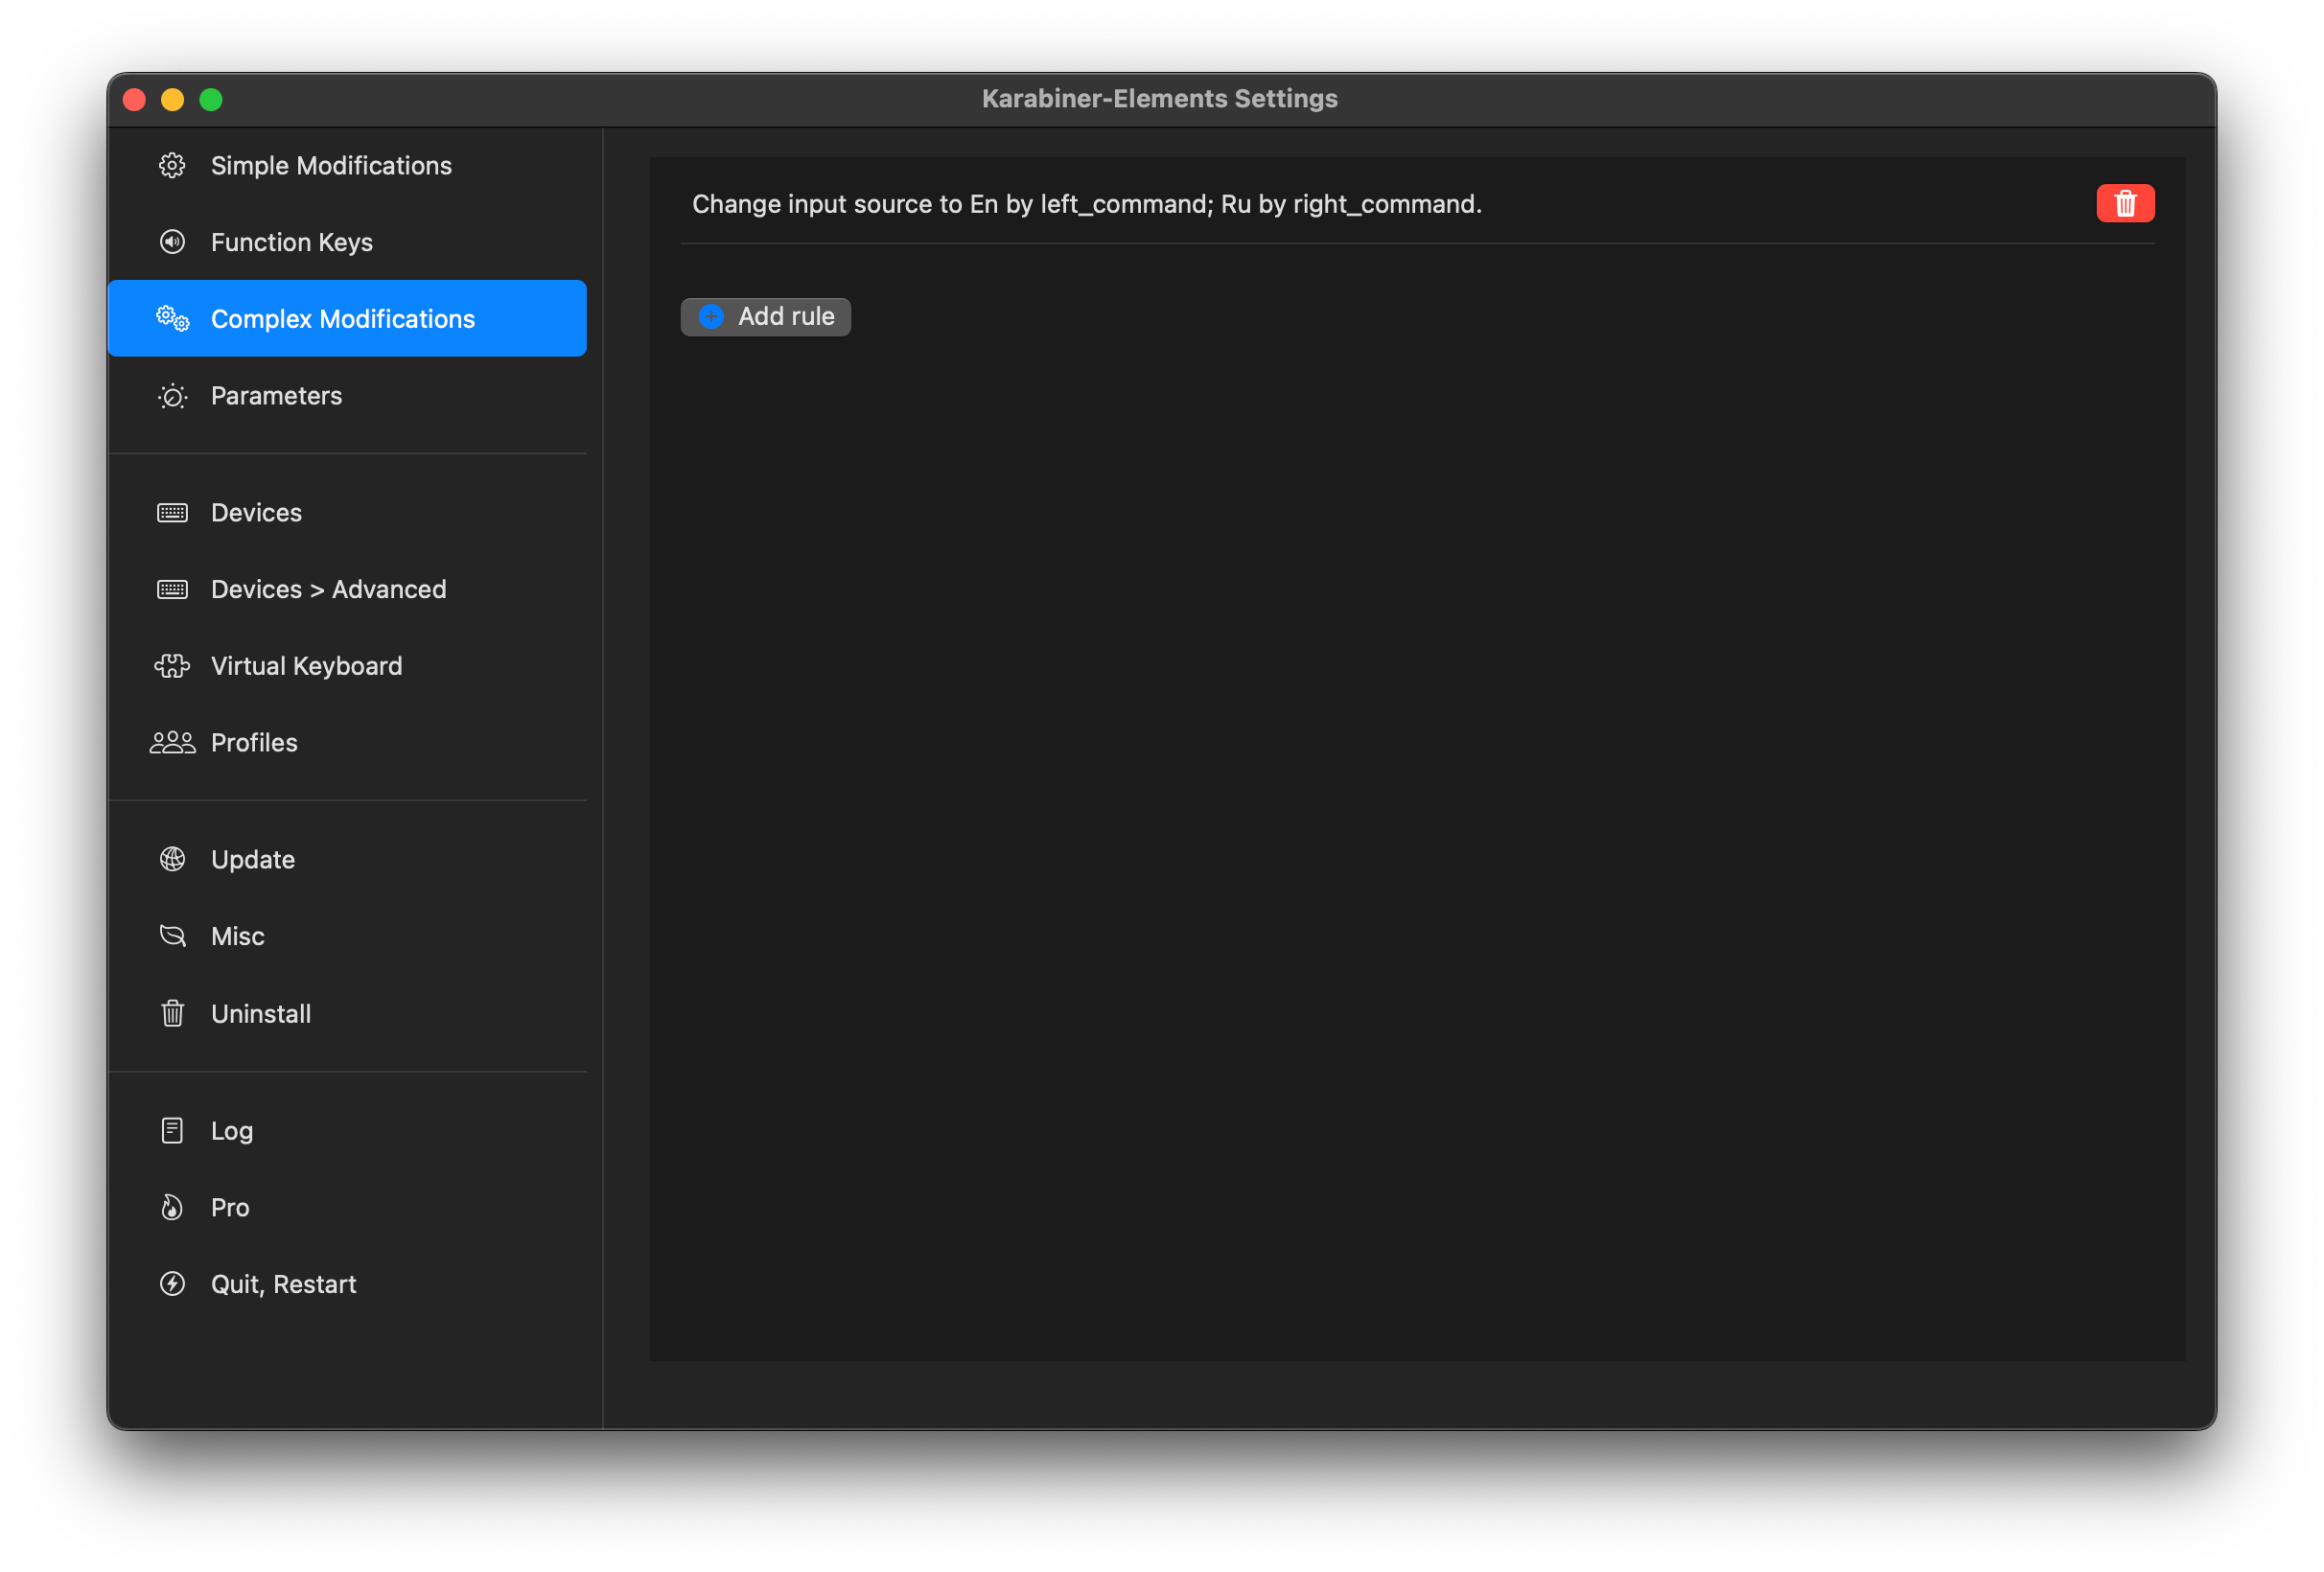 Karabiner-Elements Settings
Simple Modifications
Function Keys
Complex Modifications
Parameters
Devices
Devices > Advanced
Virtual Keyboard
Profiles
Update
Misc
Uninstall
Log
Pro
Quit, Restart
Change input source to En by left_command; Ru by right_command.
Add rule